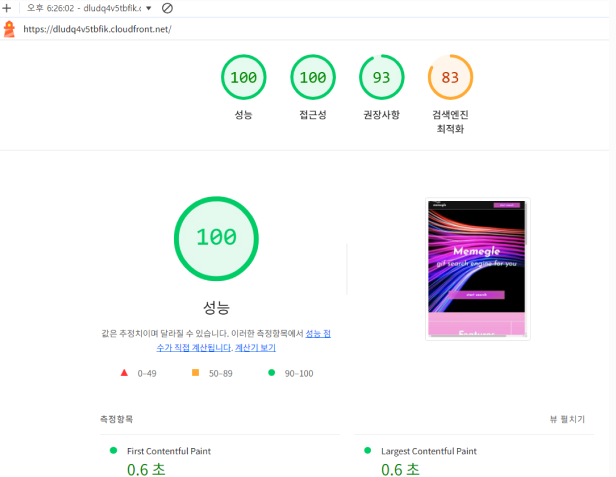 오후 6:26:02 - dludq4v5tbfik.c
https://dludq4v5tbfik.cloudfront.net/
100 100 93 83
성능 접근성 권장사항 검색엔진
최적화
100
성능
값은 추정치이며 달라질 수 있습니다. 이러한 측정항목에서 성능 점
수가 직접 계산됩니다. 계산기 보기
0–49 50–89 90–100
memegle start search
Memegle
gif search engine for you
start search
Features
측정항목 뷰 펼치기
First Contentful Paint Largest Contentful Paint
0.6 초 0.6 초